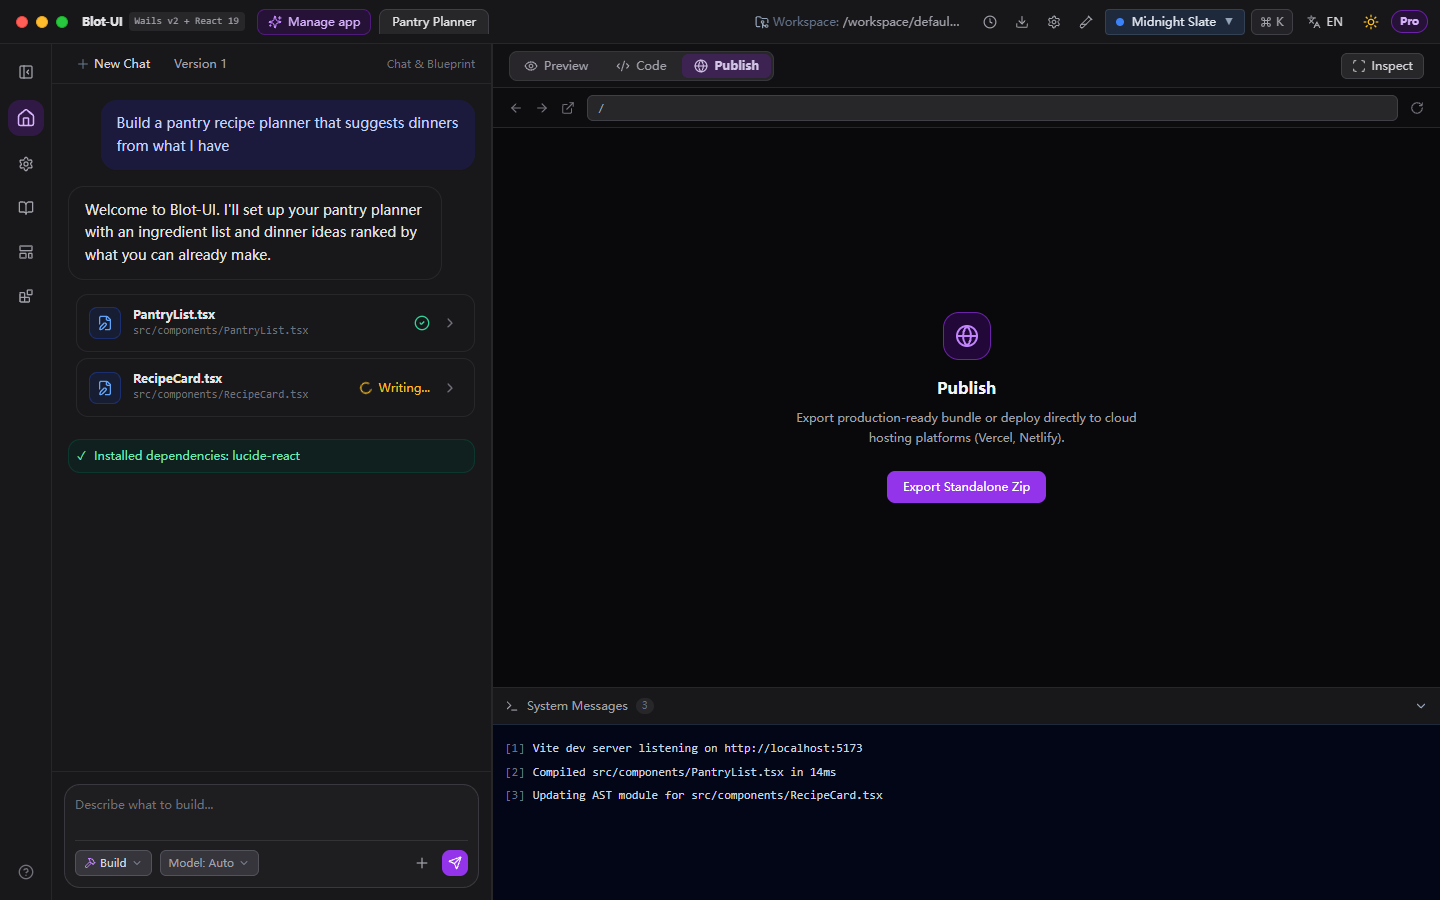 Blot-UI
Wails v2 + React 19
Manage app
Pantry Planner
Workspace: /workspace/defaul...
Midnight Slate ▼
⌘ K
EN
Pro
New Chat
Version 1
Chat & Blueprint
Build a pantry recipe planner that suggests dinners
from what I have
Welcome to Blot-UI. I'll set up your pantry planner
with an ingredient list and dinner ideas ranked by
what you can already make.
PantryList.tsx
src/components/PantryList.tsx
RecipeCard.tsx
src/components/RecipeCard.tsx
Writing...
✓ Installed dependencies: lucide-react
Describe what to build...
Build
Model: Auto
Preview
Code
Publish
Inspect
/
Publish
Export production-ready bundle or deploy directly to cloud
hosting platforms (Vercel, Netlify).
Export Standalone Zip
System Messages 3
[1] Vite dev server listening on http://localhost:5173
[2] Compiled src/components/PantryList.tsx in 14ms
[3] Updating AST module for src/components/RecipeCard.tsx